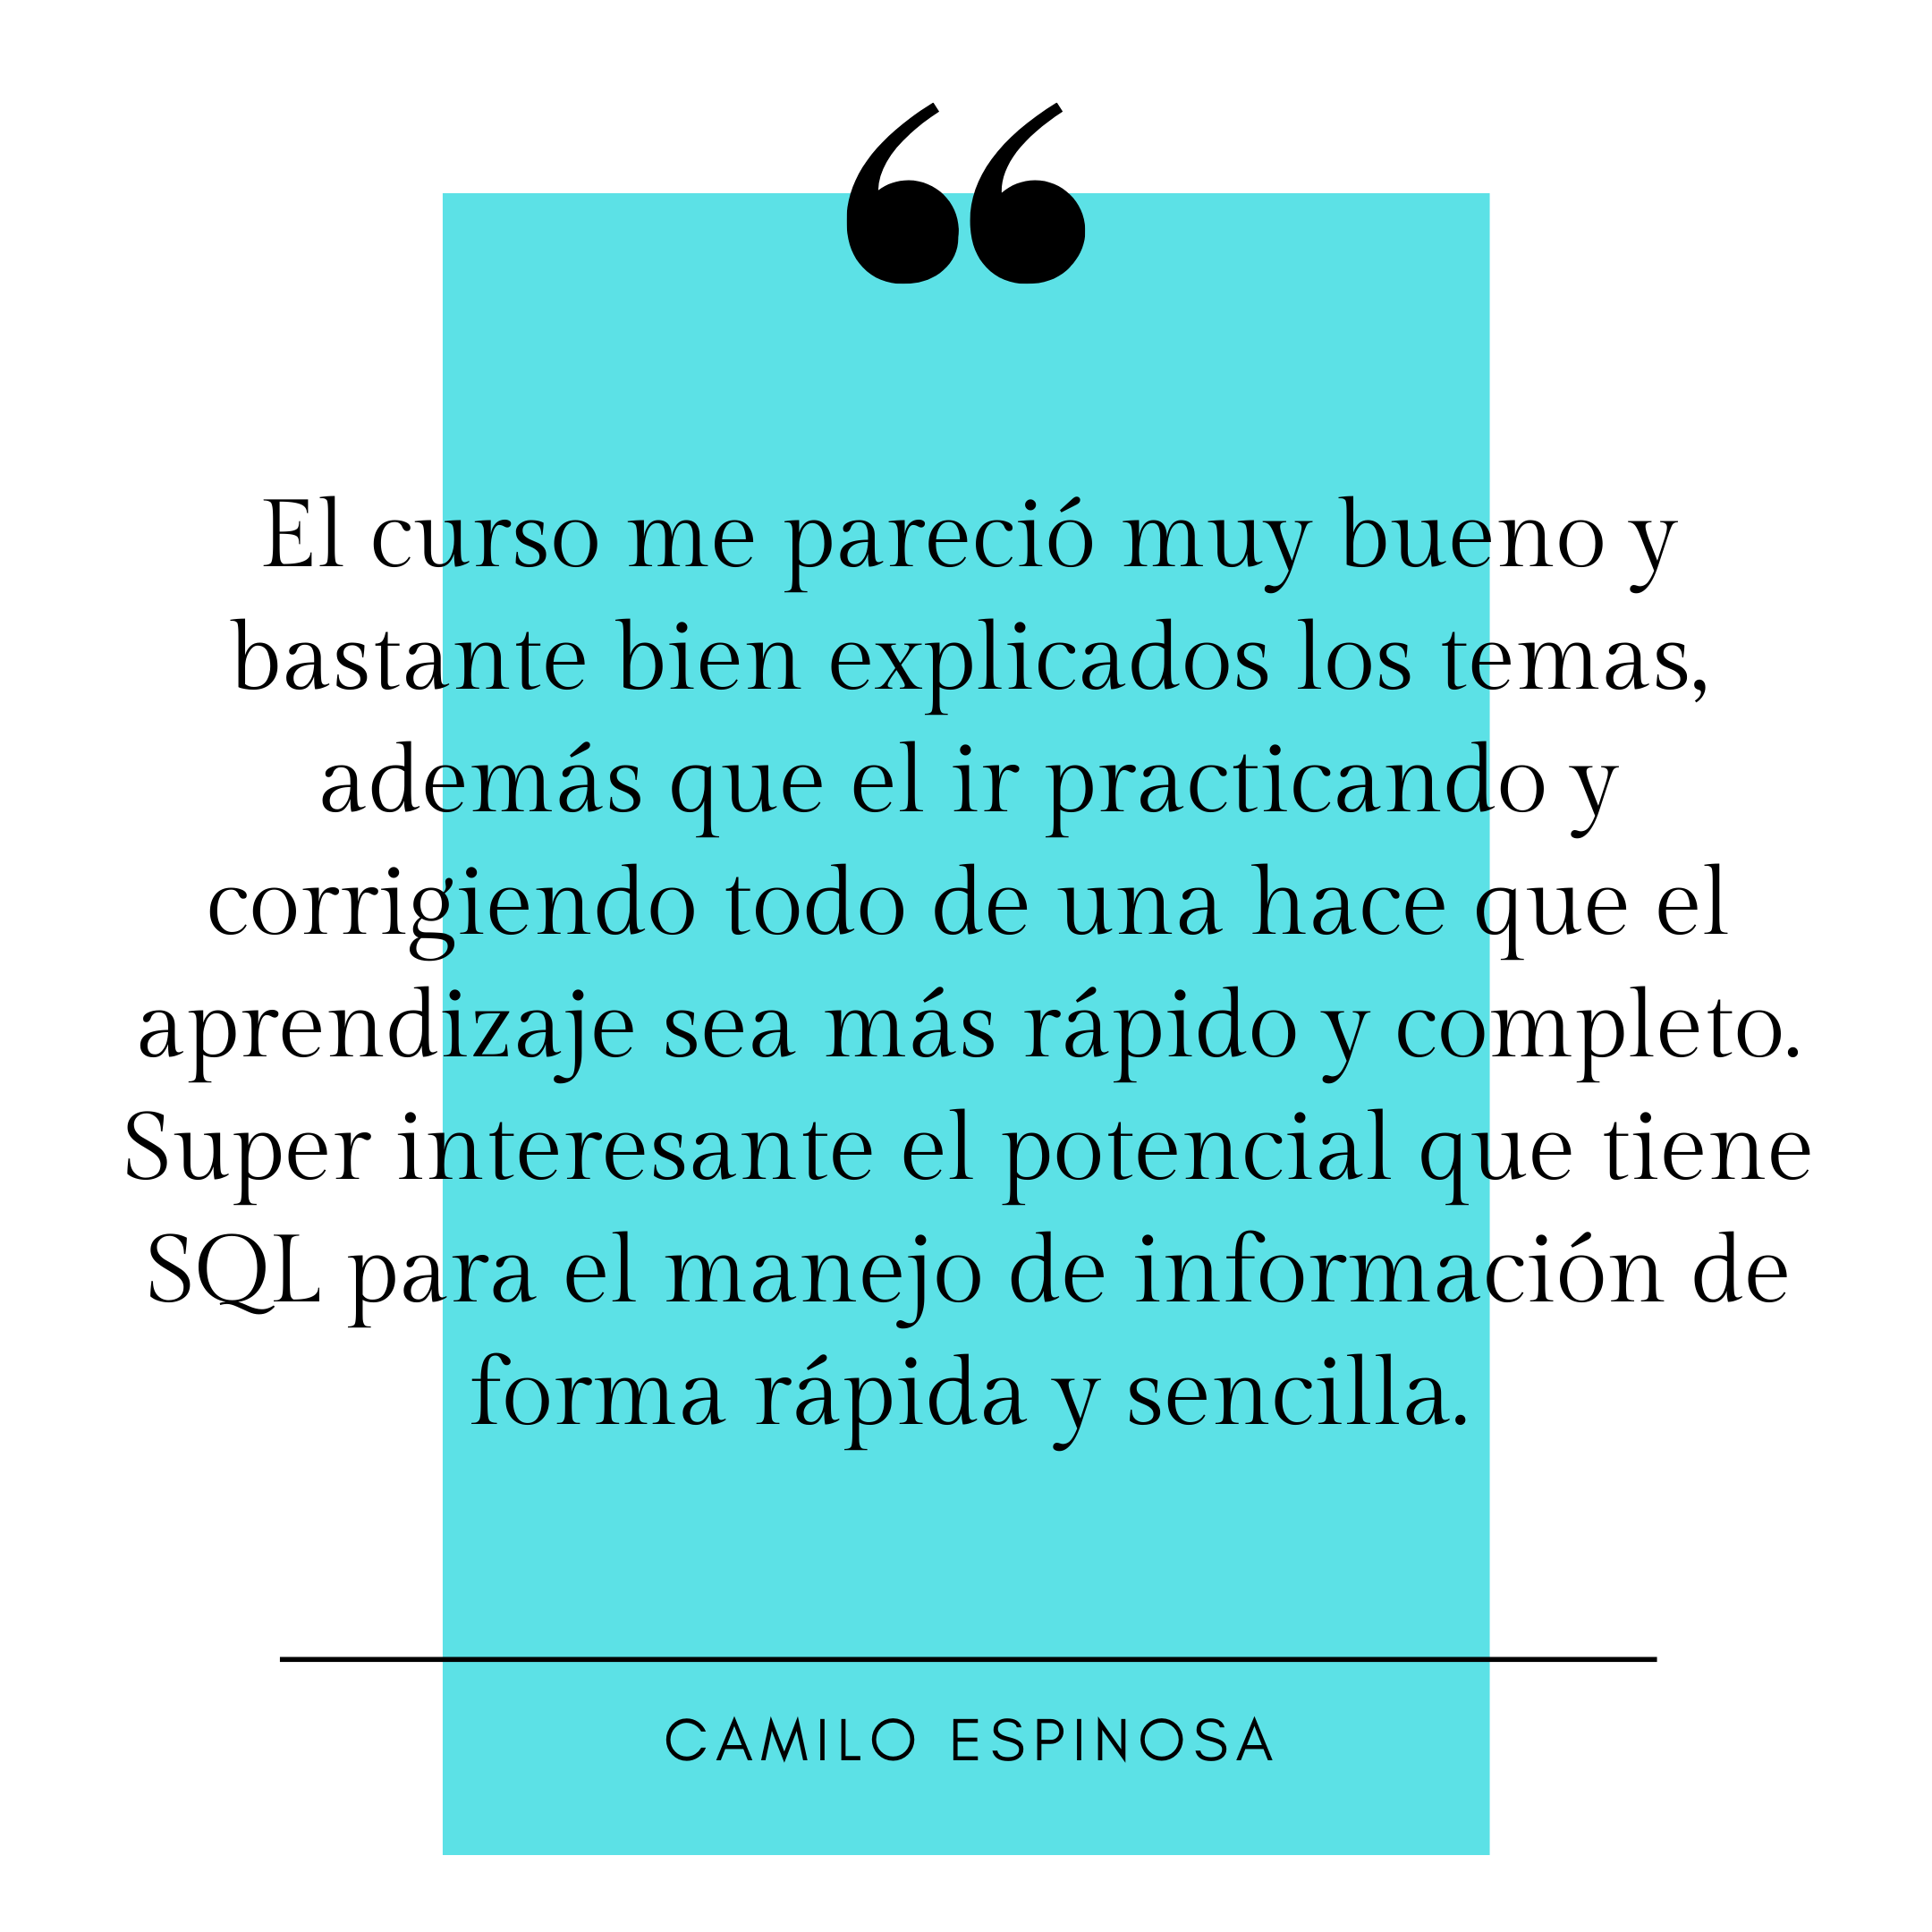 El curso me pareció muy bueno y
bastante bien explicados los temas,
además que el ir practicando y
corrigiendo todo de una hace que el
aprendizaje sea más rápido y completo.
Super interesante el potencial que tiene
SQL para el manejo de información de
forma rápida y sencilla.
CAMILO ESPINOSA